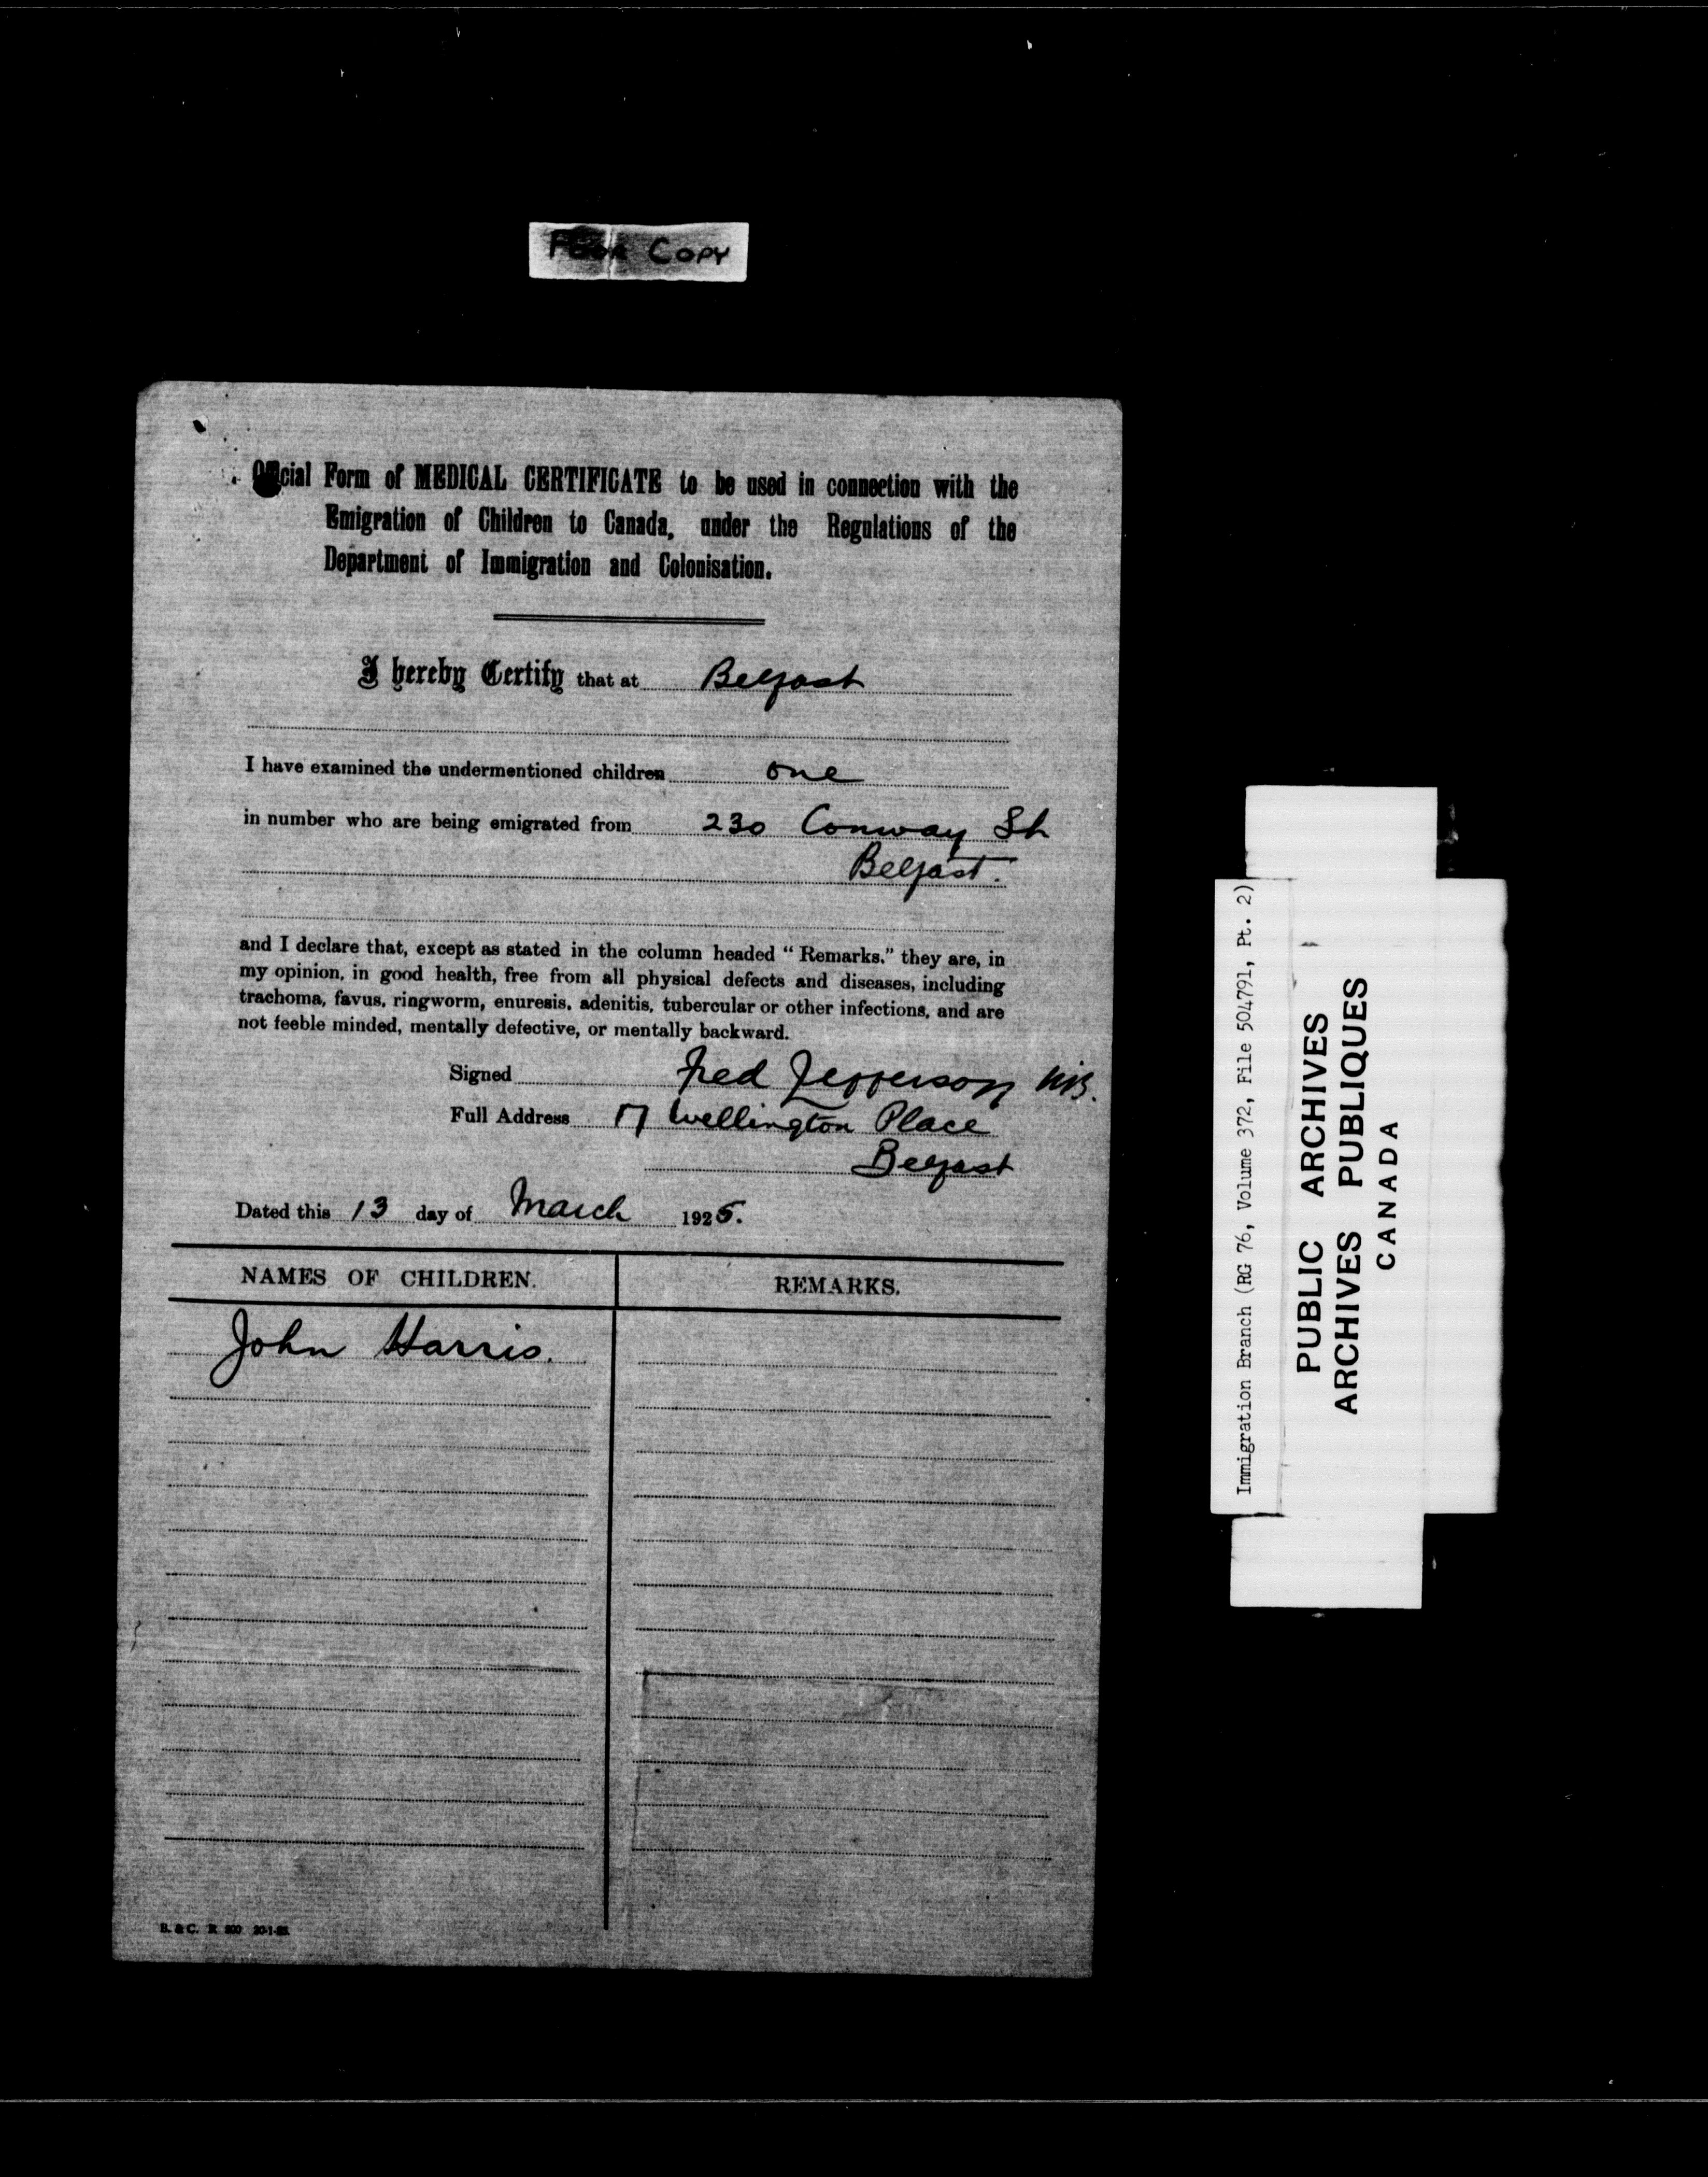 Poor Copy
Official Form of MEDICAL CERTIFICATE to be used in connection with the
Emigration of Children to Canada, under the Regulations of the
Department of Immigration and Colonisation.
I hereby Certify that at Belfast
I have examined the undermentioned children one
in number who are being emigrated from 230 Conway St
Belfast.
and I declare that, except as stated in the column headed " Remarks." they are, in
my opinion, in good health, free from all physical defects and diseases, including
trachoma, favus, ringworm, enuresis, adenitis, tubercular or other infections, and are
not feeble minded, mentally defective, or mentally backward.
Signed Fred Jefferson MB.
Full Address 17 Wellington Place
Belfast
Dated this 13 day of March 1925.
NAMES OF CHILDREN. REMARKS.
John Harris.
B. & C. R 500
Immigration Branch (RG 76, Volume 372, File 504791, Pt. 2)
PUBLIC ARCHIVES
ARCHIVES PUBLIQUES
CANADA